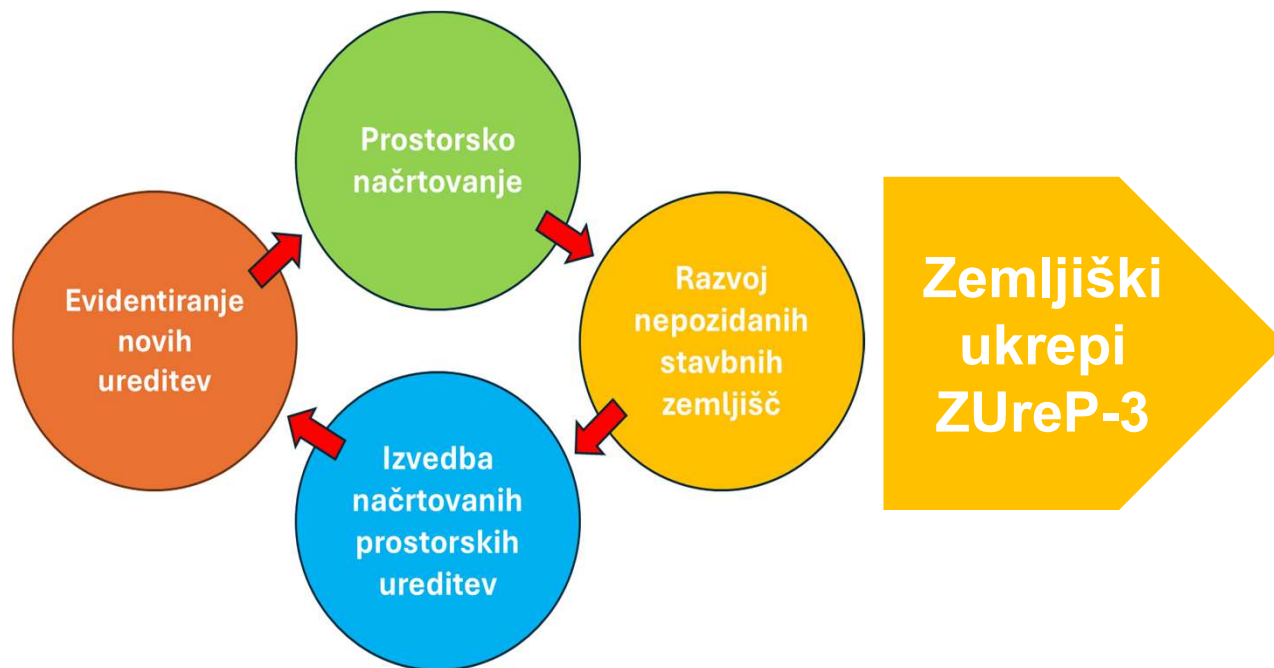 Prostorsko
načrtovanje
Razvoj
nepozidanih
stavbnih
zemljišč
Izvedba
načrtovanih
prostorskih
ureditev
Evidentiranje
novih
ureditev
Zemljiški
ukrepi
ZUreP-3